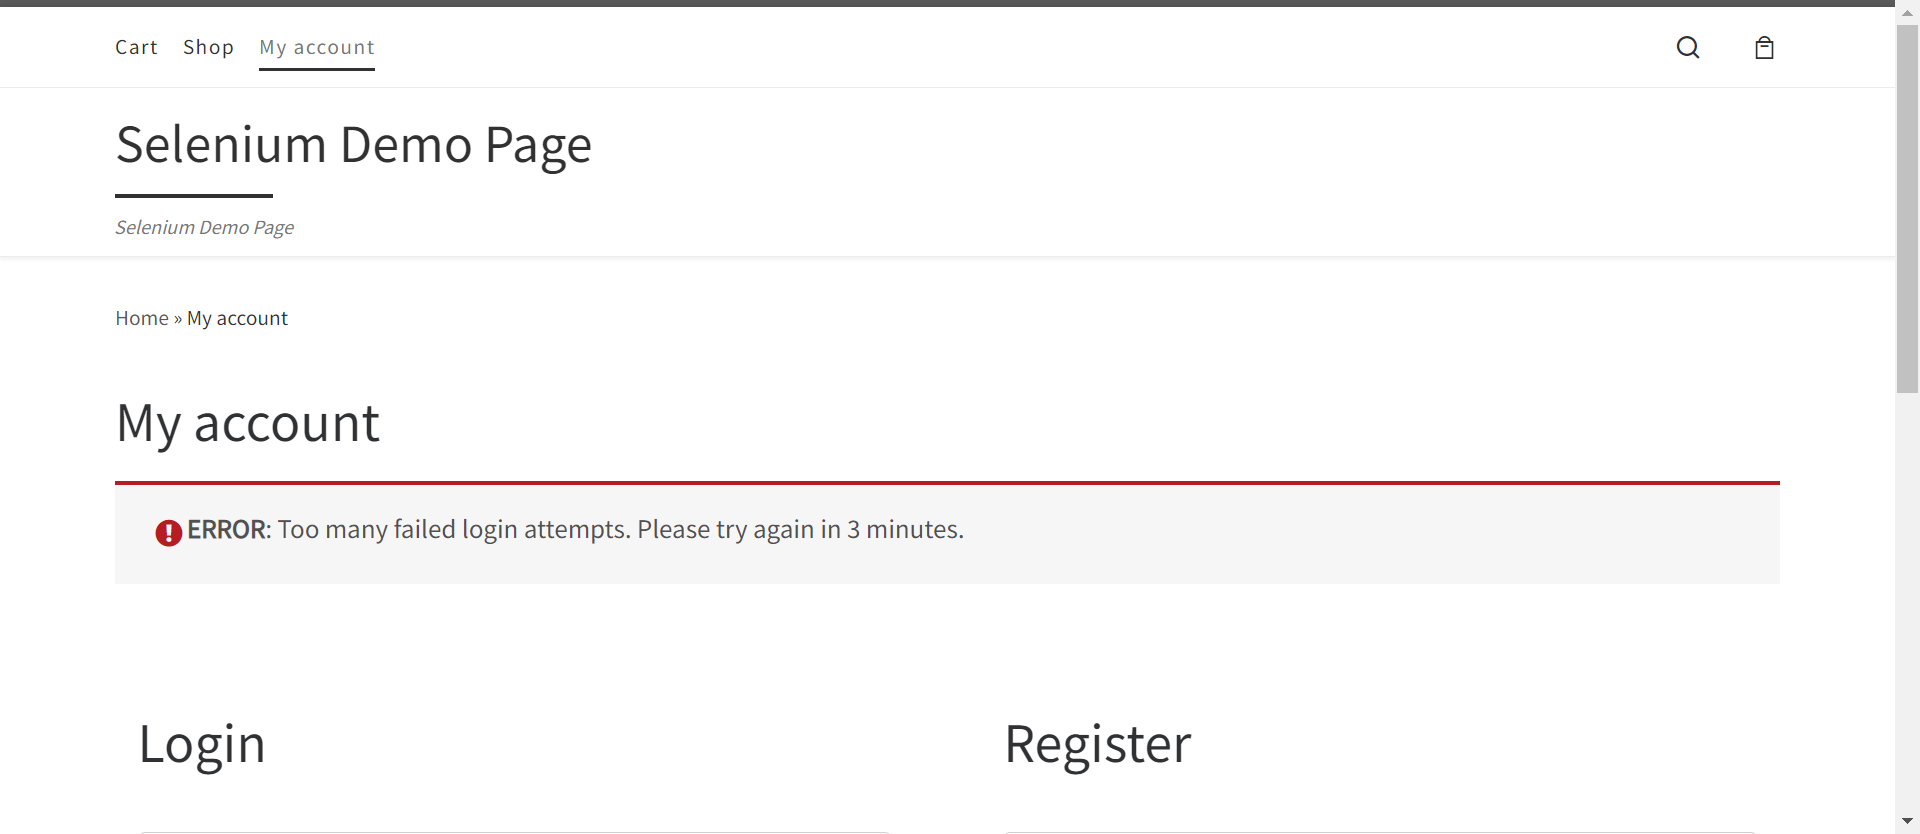 Cart Shop My account
Selenium Demo Page
Selenium Demo Page
Home » My account
My account
ERROR: Too many failed login attempts. Please try again in 3 minutes.
Login Register